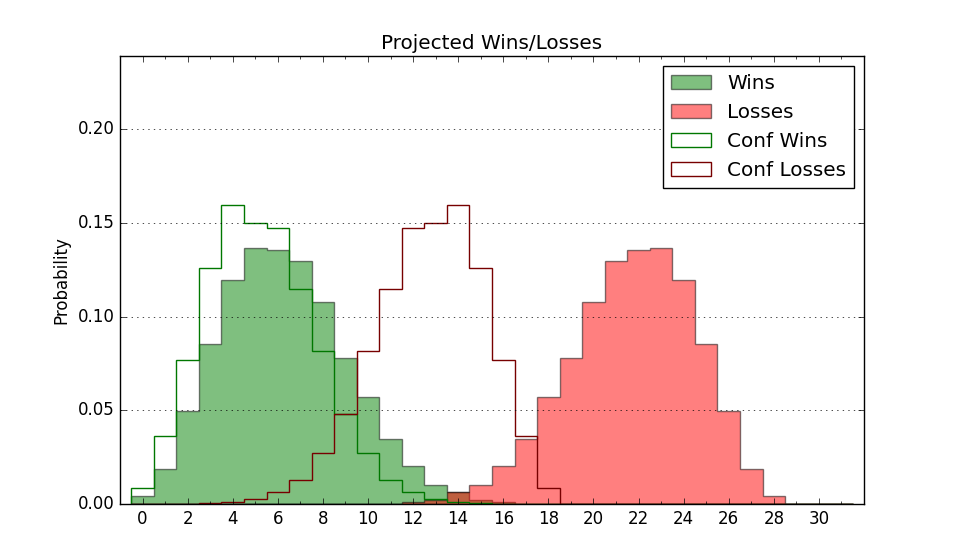 Projected Wins/Losses
Wins
Losses
Conf Wins
Conf Losses
Probability
0.20
0.15
0.10
0.05
0.00
0 2 4 6 8 10 12 14 16 18 20 22 24 26 28 30